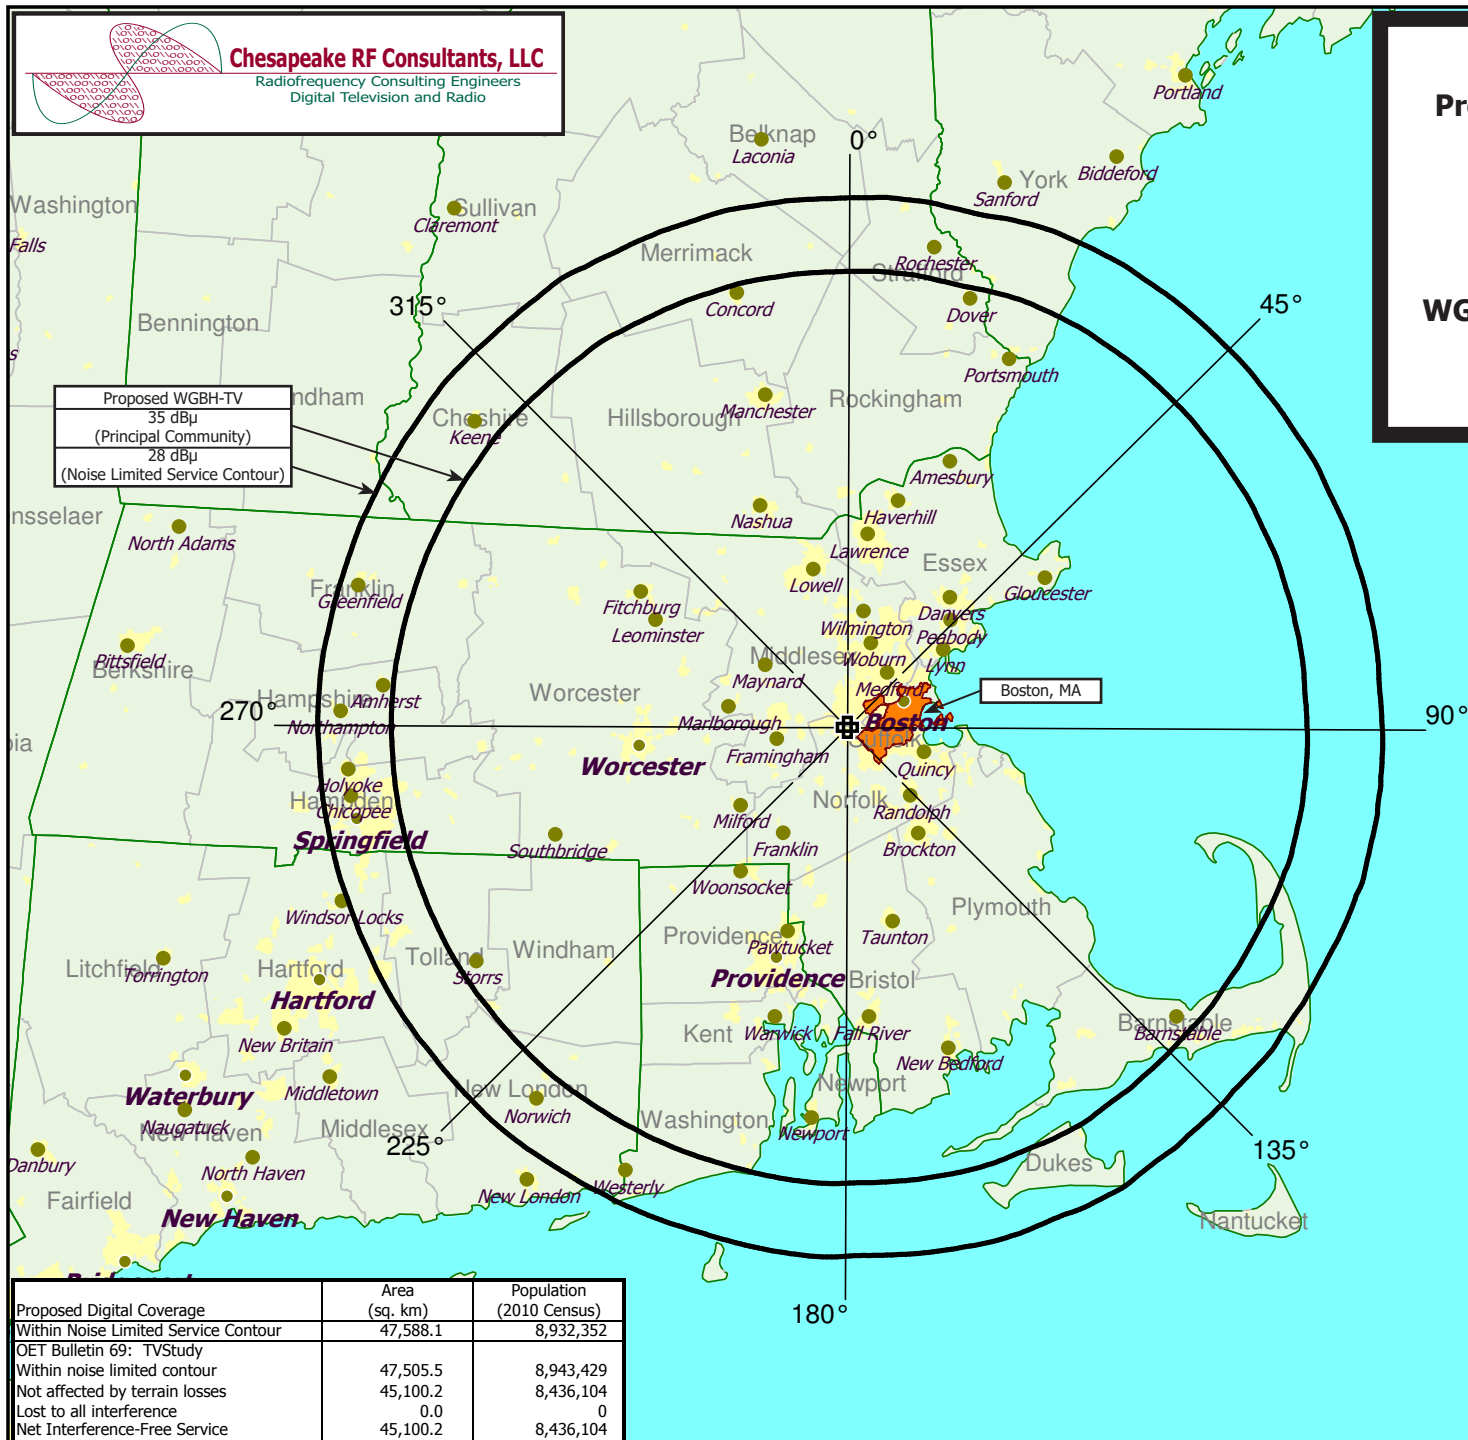 Chesapeake RF Consultants, LLC
Radiofrequency Consulting Engineers
Digital Television and Radio
Portland
Belknap
Laconia
0°
Biddeford
York
Sanford
Washington
Sullivan
Claremont
Falls
Merrimack
Rochester
Strafford
WG
315°
Concord
Dover
45°
Bennington
s
Portsmouth
Proposed WGBH-TV
35 dBµ
(Principal Community)
28 dBµ
(Noise Limited Service Contour)
ndham
Cheshire
Keene
Hillsborough
Manchester
Rockingham
Amesbury
nsselaer
North Adams
Nashua
Haverhill
Lawrence
Essex
Lowell
Gloucester
Franklin
Greenfield
Fitchburg
Leominster
Danvers
Wilmington
Peabody
Pittsfield
Berkshire
Middlesex
Woburn
Lynn
Maynard
Medford
Boston, MA
Hampshire
Amherst
Worcester
270°
Northampton
Marlborough
Boston
90°
pia
Suffolk
Framingham
Worcester
Quincy
Holyoke
Hampden
Chicopee
Norfolk
Randolph
Milford
Springfield
Southbridge
Franklin
Brockton
Woonsocket
Windsor Locks
Plymouth
Taunton
Litchfield
Torrington
Hartford
Tolland
Storrs
Windham
Providence
Pawtucket
Providence
Bristol
Hartford
New Britain
Kent
Warwick
Fall River
Barnstable
Barnstable
New Bedford
Waterbury
Naugatuck
Middletown
New London
Norwich
Newport
Washington
Newport
New Haven
Middlesex
225°
135°
Danbury
North Haven
Westerly
Dukes
Fairfield
New London
New Haven
Nantucket
180°
Proposed Digital Coverage Area (sq. km) Population (2010 Census)
Within Noise Limited Service Contour 47,588.1 8,932,352
OET Bulletin 69: TVStudy
Within noise limited contour 47,505.5 8,943,429
Not affected by terrain losses 45,100.2 8,436,104
Lost to all interference 0.0 0
Net Interference-Free Service 45,100.2 8,436,104